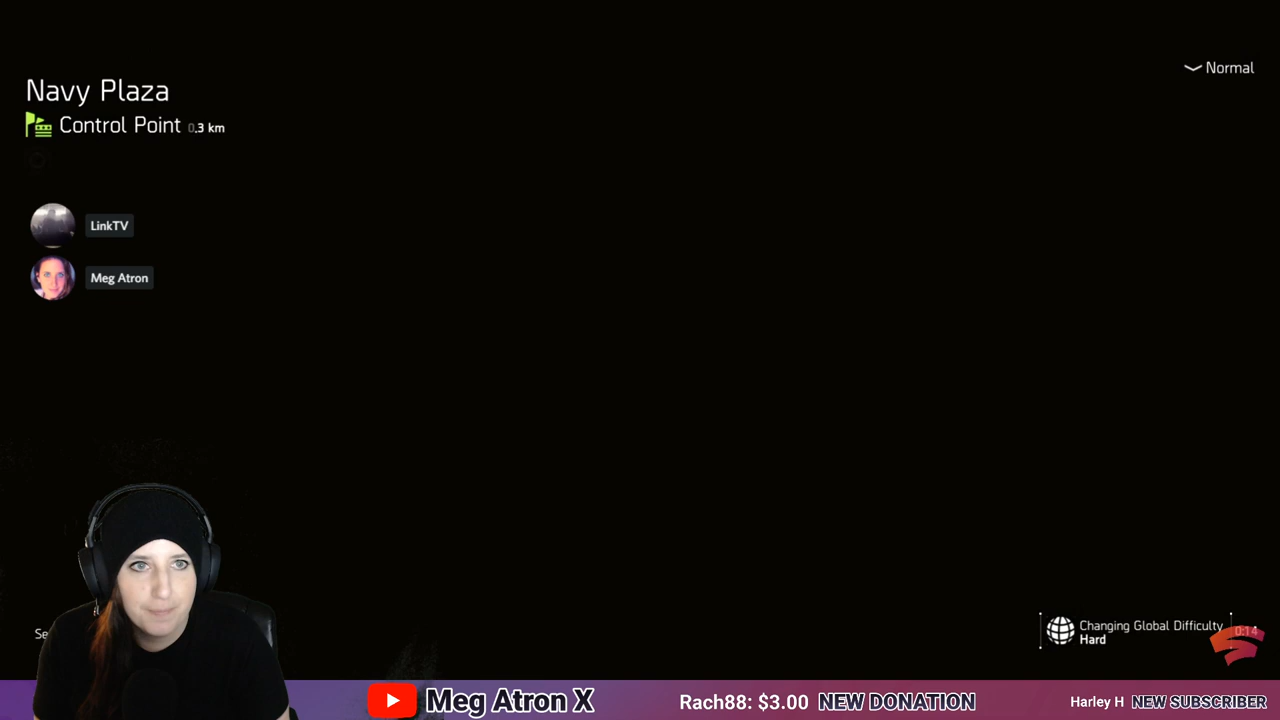 Navy Plaza
Normal
Control Point 0.3 km
LinkTV
Meg Atron
Se
Changing Global Difficulty
Hard
0:14
Meg Atron X
Rach88: $3.00 NEW DONATION
Harley H NEW SUBSCRIBER